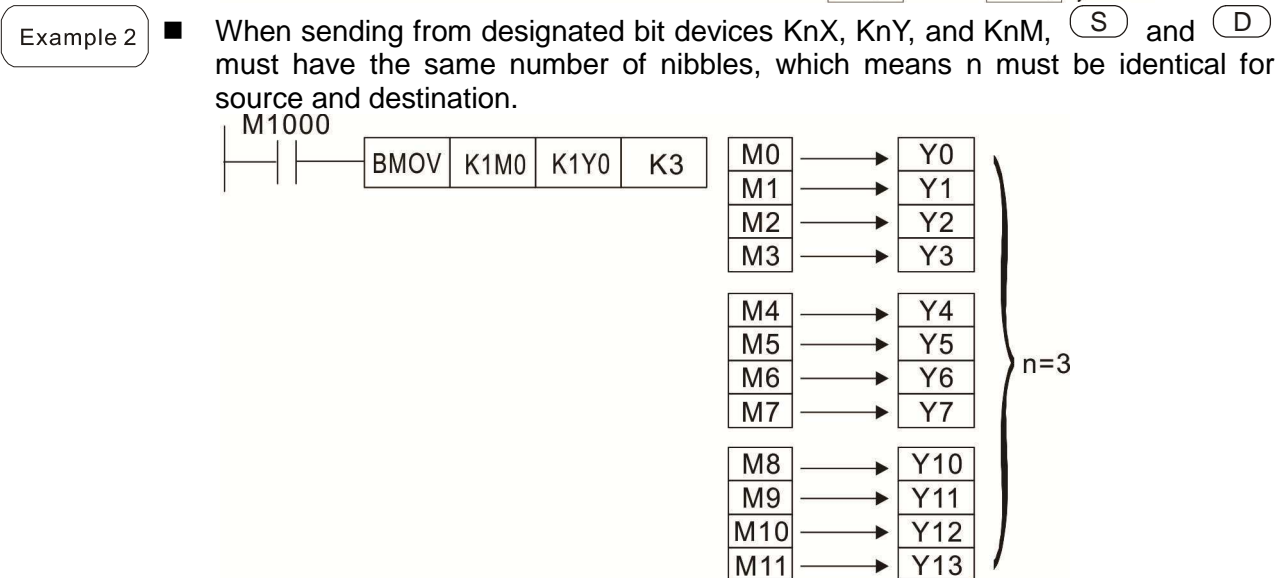 Example 2 ■ When sending from designated bit devices KnX, KnY, and KnM, S and D
must have the same number of nibbles, which means n must be identical for
source and destination.
M1000
BMOV K1M0 K1Y0 K3
M0 Y0
M1 Y1
M2 Y2
M3 Y3
M4 Y4
M5 Y5
M6 Y6
M7 Y7
n=3
M8 Y10
M9 Y11
M10 Y12
M11 Y13